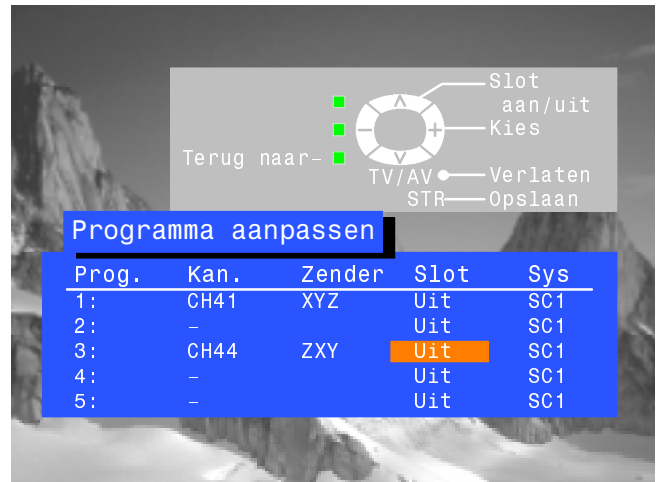 Slot
aan/uit
Kies
Terug naar–
TV/AV Verlaten
STR Opslaan
Programma aanpassen
Prog. Kan. Zender Slot Sys
1: CH41 XYZ Uit SC1
2: – Uit SC1
3: CH44 ZXY Uit SC1
4: – Uit SC1
5: – Uit SC1